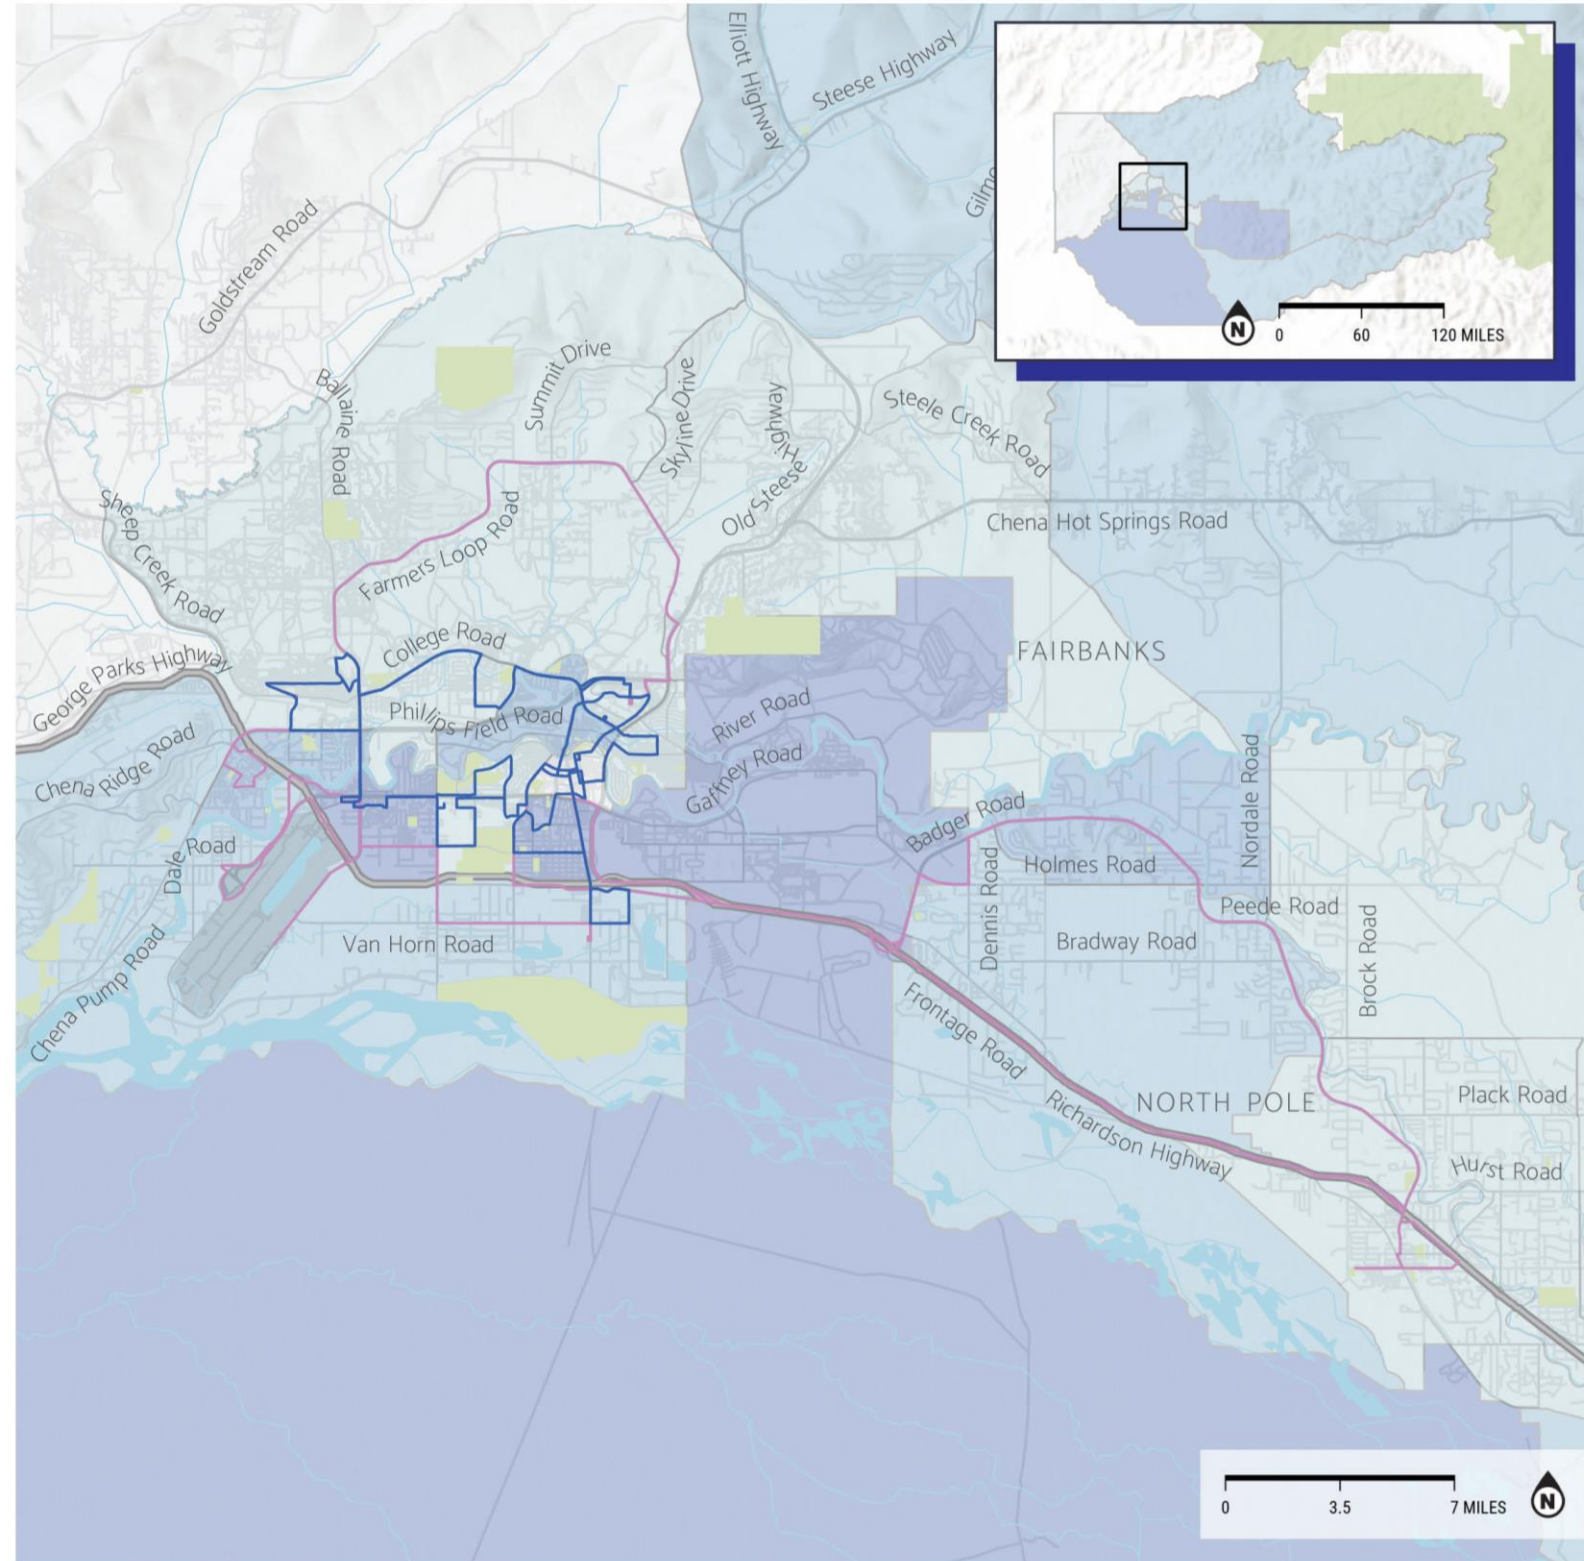 Elliott Highway
Steese Highway
Gilmo
N
0 60 120 MILES
Goldstream Road
Ballaine Road
Summit Drive
Skyline Drive
Old Steese Highway
Steele Creek Road
Chena Hot Springs Road
Sheep Creek Road
Farmers Loop Road
College Road
FAIRBANKS
George Parks Highway
Phillips Field Road
River Road
Chena Ridge Road
Gaffney Road
Nordale Road
Badger Road
Dale Road
Holmes Road
Dennis Road
Peede Road
Van Horn Road
Bradway Road
Brock Road
Chena Pump Road
Frontage Road
NORTH POLE
Plack Road
Richardson Highway
Hurst Road
0 3.5 7 MILES
N